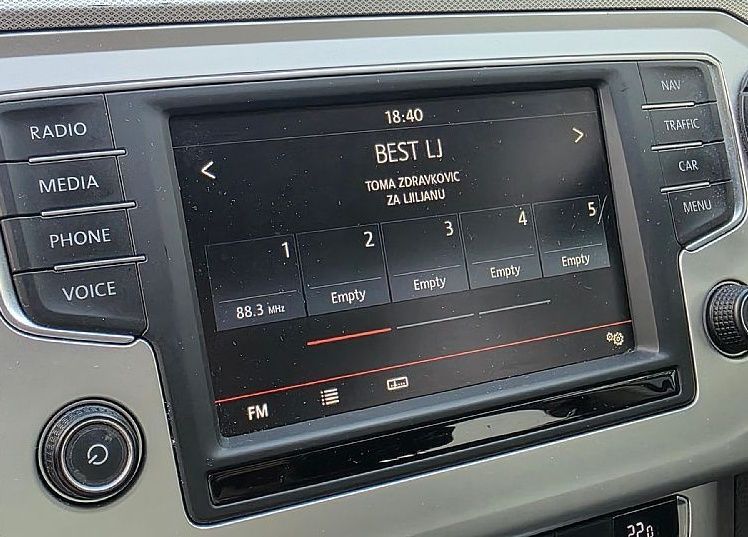 RADIO
MEDIA
PHONE
VOICE
18:40
<
BEST LJ
>
TOMA ZDRAVKOVIC
ZA LJILJANU
1
88.3 MHz
2
Empty
3
Empty
4
Empty
5
Empty
FM
NAV
TRAFFIC
CAR
MENU
220